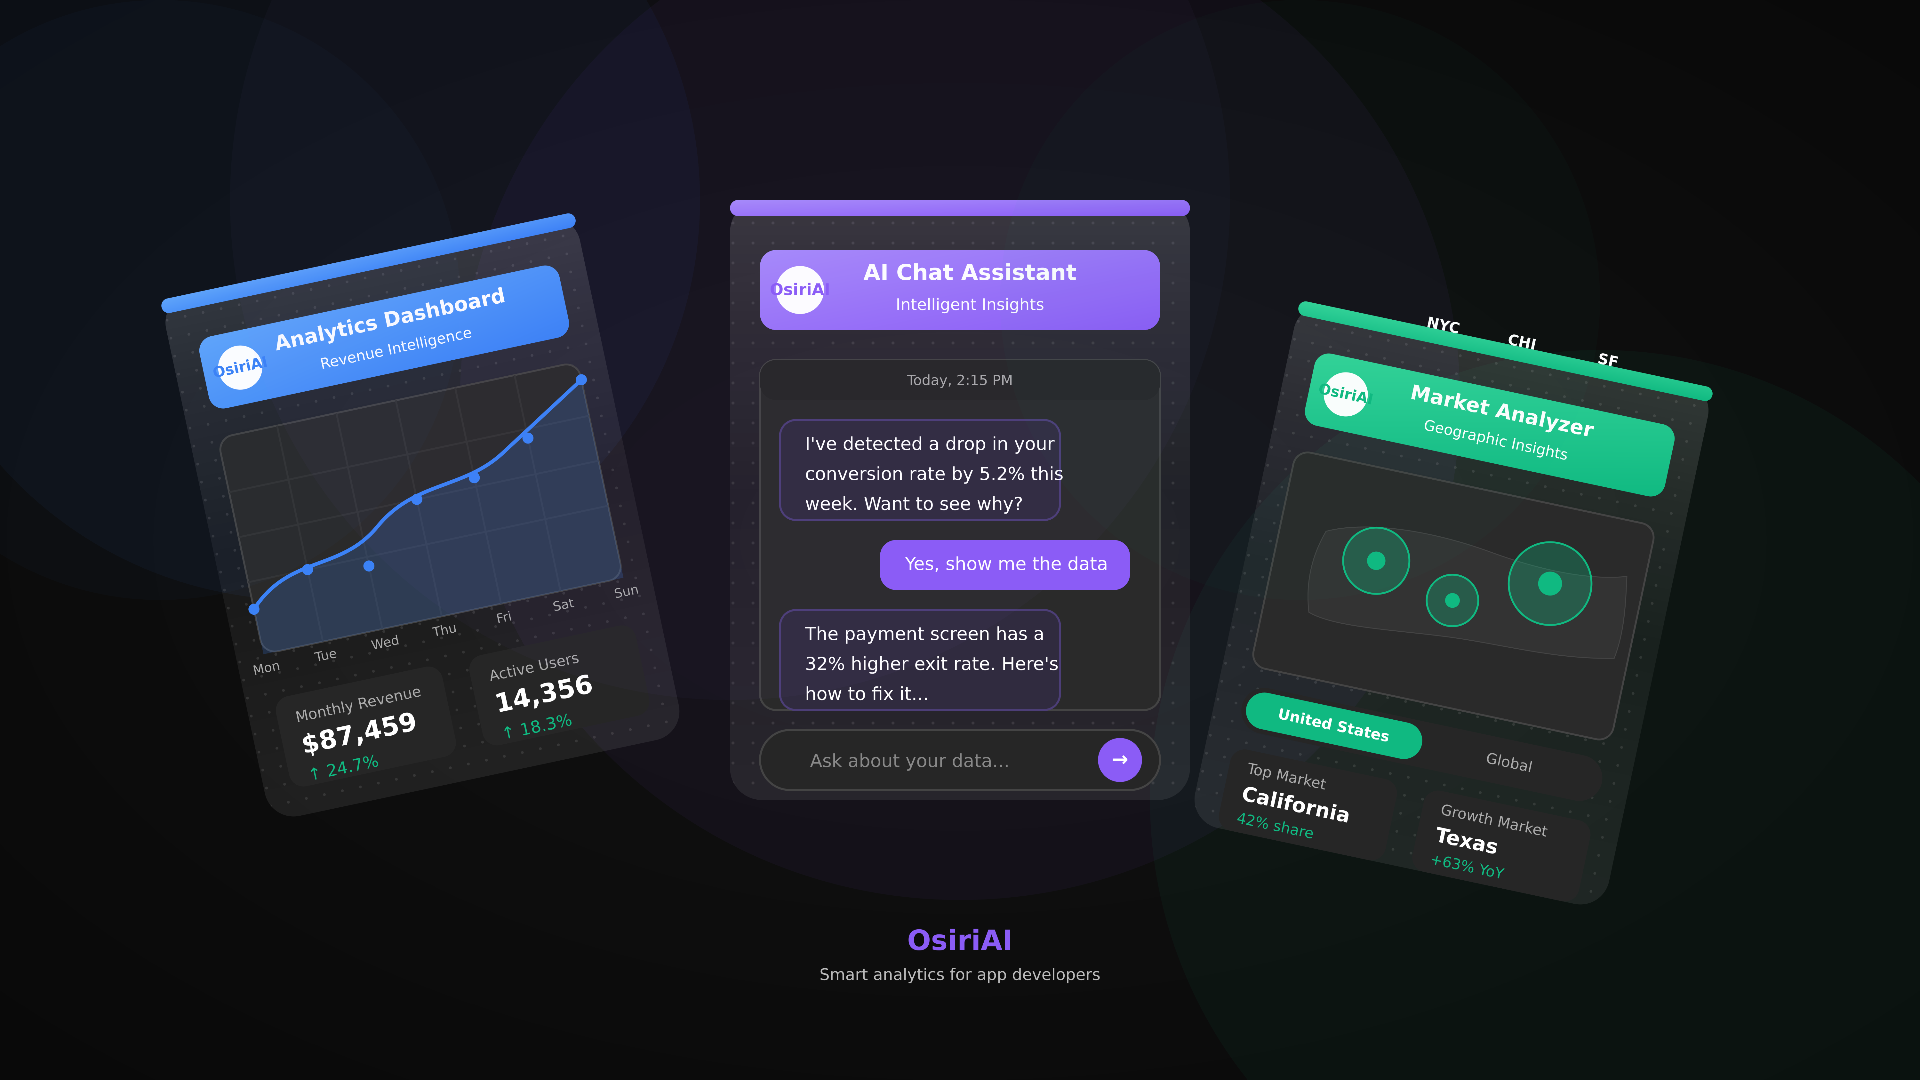 OsiriAI
Analytics Dashboard
Revenue Intelligence
Mon
Tue
Wed
Thu
Fri
Sat
Sun
Monthly Revenue
$87,459
↑ 24.7%
Active Users
14,356
↑ 18.3%
OsiriAI
AI Chat Assistant
Intelligent Insights
Today, 2:15 PM
I've detected a drop in your
conversion rate by 5.2% this
week. Want to see why?
Yes, show me the data
The payment screen has a
32% higher exit rate. Here's
how to fix it...
Ask about your data...
→
NYC
CHI
SF
OsiriAI
Market Analyzer
Geographic Insights
United States
Global
Top Market
California
42% share
Growth Market
Texas
+63% YoY
OsiriAI
Smart analytics for app developers